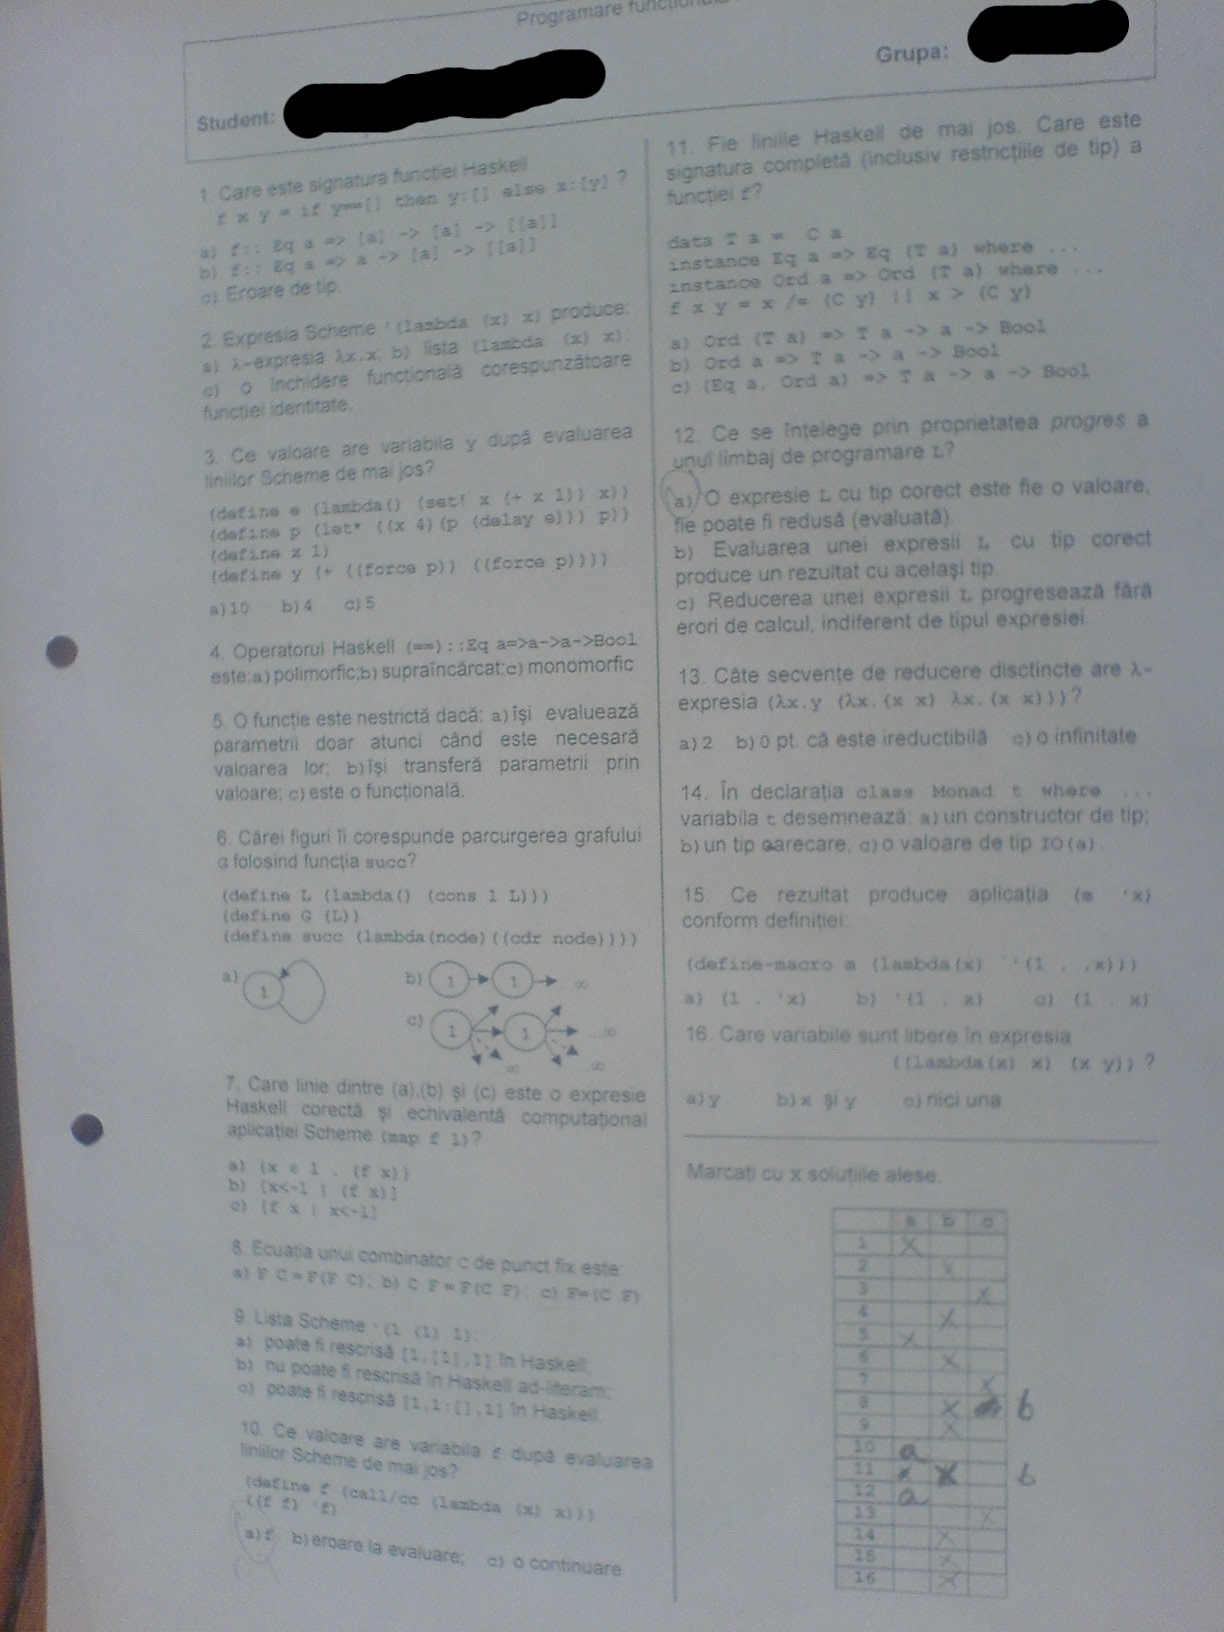 Programare
Student:
Grupa:
1. Care este signatura funcției Haskell
f x y = if y==[] then y:[] else x:[y] ?
a) f:: Eq a => [a] -> [a] -> [[a]]
b) f:: Eq a => a -> [a] -> [[a]]
c) Eroare de tip.
2. Expresia Scheme '(lambda (x) x) produce:
a) λ-expresia λx.x; b) lista (lambda (x) x);
c) o închidere funcțională corespunzătoare
funcției identitate.
3. Ce valoare are variabila y după evaluarea
liniilor Scheme de mai jos?
(define e (lambda() (set! x (+ x 1)) x))
(define p (let* ((x 4)(p (delay e))) p))
(define x 1)
(define y (+ ((force p)) ((force p))))
a)10 b)4 c)5
4. Operatorul Haskell (==)::Eq a=>a->a->Bool
este:a) polimorfic;b) supraîncărcat;c) monomorfic
5. O funcție este nestrictă dacă: a)își evaluează
parametrii doar atunci când este necesară
valoarea lor; b)își transferă parametrii prin
valoare; c)este o funcțională.
6. Cărei figuri îi corespunde parcurgerea grafului
G folosind funcția succ?
(define L (lambda() (cons 1 L)))
(define G (L))
(define succ (lambda(node)((cdr node))))
a) 1
b) 1 1 ∞
c) 1 1 ...∞
∞ ∞
7. Care linie dintre (a),(b) și (c) este o expresie
Haskell corectă și echivalentă computațional
aplicației Scheme (map f l)?
a) {x ∈ l . (f x)}
b) [x<-l | (f x)]
c) [f x | x<-l]
8. Ecuația unui combinator C de punct fix este:
a) F C=F(F C); b) C F=F(C F); c) F=(C F)
9. Lista Scheme '(1 (1) 1):
a) poate fi rescrisă [1,[1],1] în Haskell;
b) nu poate fi rescrisă în Haskell ad-literam;
c) poate fi rescrisă [1,1:[],1] în Haskell.
10. Ce valoare are variabila f după evaluarea
liniilor Scheme de mai jos?
(define f (call/cc (lambda (x) x)))
((f f) 'f)
a)f b)eroare la evaluare; c) o continuare
11. Fie liniile Haskell de mai jos. Care este
signatura completă (inclusiv restricțiile de tip) a
funcției f?
data T a = C a
instance Eq a => Eq (T a) where ...
instance Ord a => Ord (T a) where ...
f x y = x /= (C y) || x > (C y)
a) Ord (T a) => T a -> a -> Bool
b) Ord a => T a -> a -> Bool
c) (Eq a, Ord a) => T a -> a -> Bool
12. Ce se înțelege prin proprietatea progres a
unui limbaj de programare L?
a) O expresie L cu tip corect este fie o valoare,
fie poate fi redusă (evaluată).
b) Evaluarea unei expresii L cu tip corect
produce un rezultat cu același tip.
c) Reducerea unei expresii L progresează fără
erori de calcul, indiferent de tipul expresiei.
13. Câte secvențe de reducere disctincte are λ-
expresia (λx.y (λx.(x x) λx.(x x)))?
a)2 b)0 pt. că este ireductibilă c)o infinitate
14. În declarația class Monad t where ...
variabila t desemnează: a)un constructor de tip;
b)un tip oarecare; c)o valoare de tip IO(a).
15. Ce rezultat produce aplicația (m 'x)
conform definiției:
(define-macro m (lambda(x) `'(1 . ,x)))
a) (1 . 'x) b) '(1 . x) c) (1 . x)
16. Care variabile sunt libere în expresia
((lambda(x) x) (x y)) ?
a)y b)x și y c)nici una
Marcați cu x soluțiile alese.
a b c
1 X
2 X
3 X
4 X
5 X
6 X
7 X
8 X b
9 X
10 a
11 X b
12 a
13 X
14 X
15 X
16 X